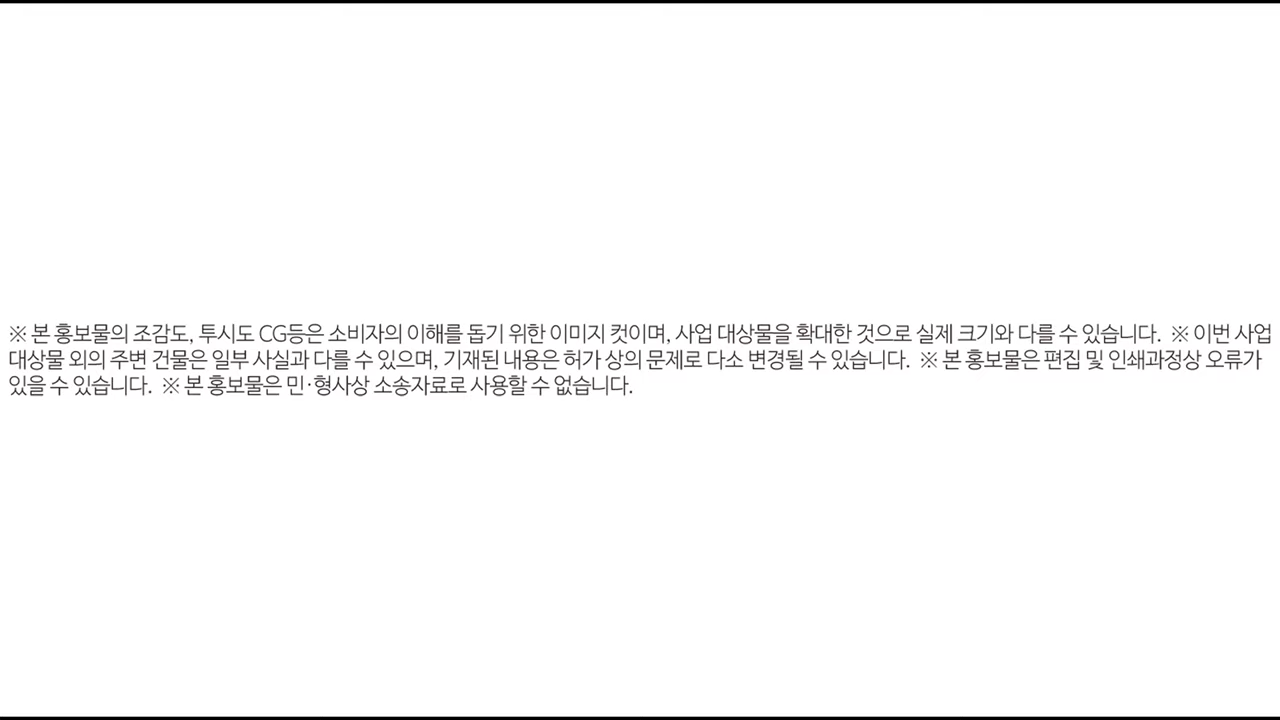 ※ 본 홍보물의 조감도, 투시도 CG등은 소비자의 이해를 돕기 위한 이미지 컷이며, 사업 대상물을 확대한 것으로 실제 크기와 다를 수 있습니다. ※ 이번 사업
대상물 외의 주변 건물은 일부 사실과 다를 수 있으며, 기재된 내용은 허가 상의 문제로 다소 변경될 수 있습니다. ※ 본 홍보물은 편집 및 인쇄과정상 오류가
있을 수 있습니다. ※ 본 홍보물은 민·형사상 소송자료로 사용할 수 없습니다.